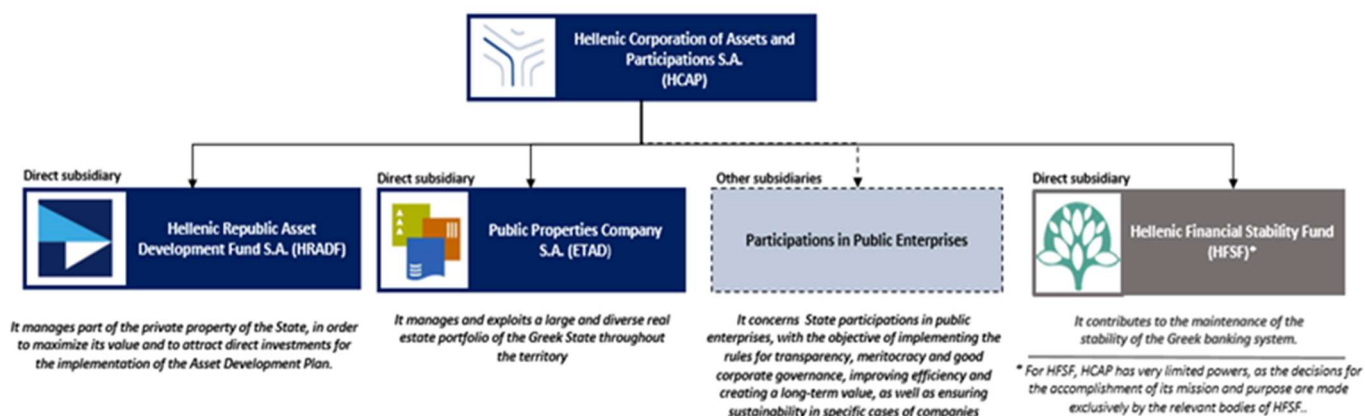 Hellenic Corporation of Assets and
Participations S.A.
(HCAP)
Direct subsidiary
Hellenic Republic Asset
Development Fund S.A. (HRADF)
It manages part of the private property of the State, in order
to maximize its value and to attract direct investments for
the implementation of the Asset Development Plan.
Direct subsidiary
Public Properties Company
S.A. (ETAD)
It manages and exploits a large and diverse real
estate portfolio of the Greek State throughout
the territory
Other subsidiaries
Participations in Public Enterprises
It concerns State participations in public
enterprises, with the objective of implementing the
rules for transparency, meritocracy and good
corporate governance, improving efficiency and
creating a long-term value, as well as ensuring
sustainability in specific cases of companies
Direct subsidiary
Hellenic Financial Stability Fund
(HFSF)*
It contributes to the maintenance of the
stability of the Greek banking system.
* For HFSF, HCAP has very limited powers, as the decisions for
the accomplishment of its mission and purpose are made
exclusively by the relevant bodies of HFSF..